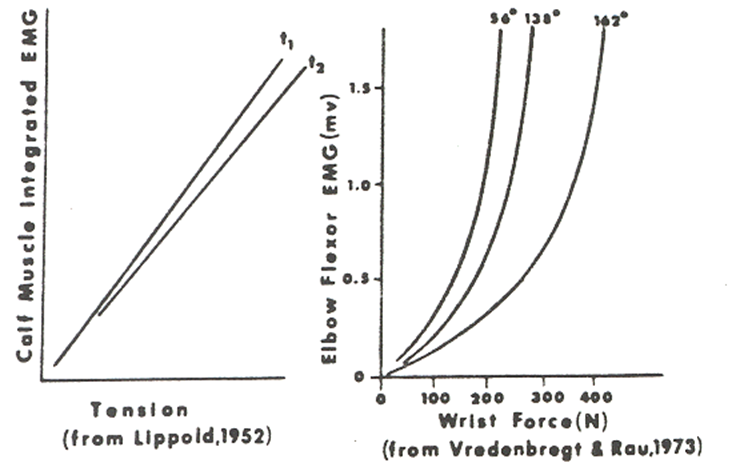 Calf Muscle Integrated EMG
t1
t2
Tension
(from Lippold,1952)
Elbow Flexor EMG(mv)
56° 138° 162°
1.5
1.0
0.5
0
0 100 200 300 400
Wrist Force(N)
(from Vredenbregt & Rau,1973)